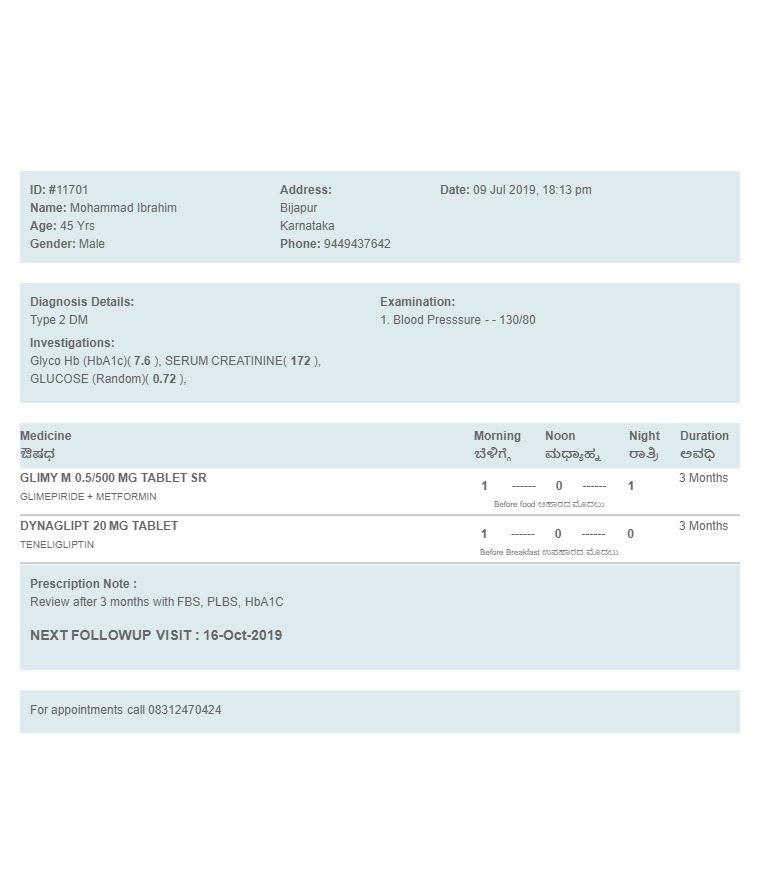 ID: #11701
Name: Mohammad Ibrahim
Age: 45 Yrs
Gender: Male
Address:
Bijapur
Karnataka
Phone: 9449437642
Date: 09 Jul 2019, 18:13 pm
Diagnosis Details:
Type 2 DM
Investigations:
Glyco Hb (HbA1c)( 7.6 ), SERUM CREATININE( 172 ),
GLUCOSE (Random)( 0.72 ),
Examination:
1. Blood Presssure - - 130/80
Medicine Morning Noon Night Duration
ಔಷಧ ಬೆಳಿಗ್ಗೆ ಮಧ್ಯಾಹ್ನ ರಾತ್ರಿ ಅವಧಿ
GLIMY M 0.5/500 MG TABLET SR 1 ------ 0 ------ 1 3 Months
GLIMEPIRIDE + METFORMIN
Before food ಆಹಾರದ ಮೊದಲು
DYNAGLIPT 20 MG TABLET 1 ------ 0 ------ 0 3 Months
TENELIGLIPTIN
Before Breakfast ಉಪಹಾರದ ಮೊದಲು
Prescription Note :
Review after 3 months with FBS, PLBS, HbA1C
NEXT FOLLOWUP VISIT : 16-Oct-2019
For appointments call 08312470424